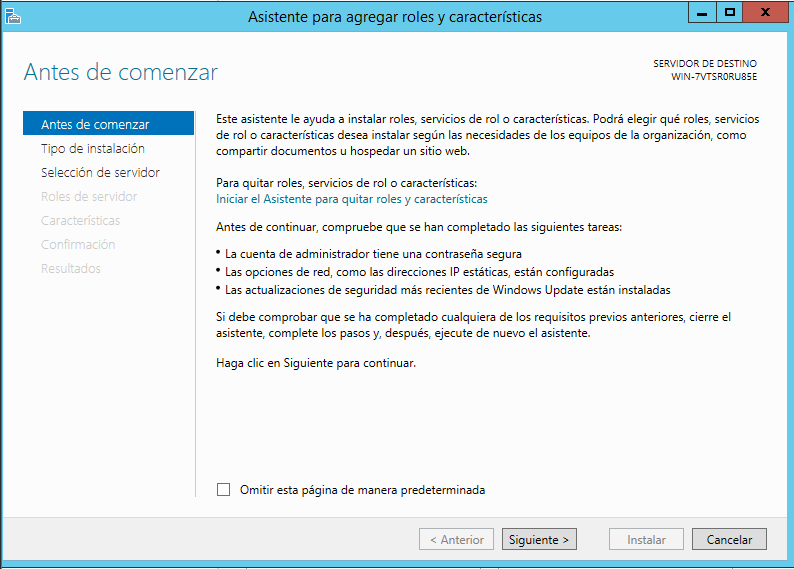 Asistente para agregar roles y características
Antes de comenzar
SERVIDOR DE DESTINO
WIN-7VTSR0RU85E
Antes de comenzar
Tipo de instalación
Selección de servidor
Roles de servidor
Características
Confirmación
Resultados
Este asistente le ayuda a instalar roles, servicios de rol o características. Podrá elegir qué roles, servicios
de rol o características desea instalar según las necesidades de los equipos de la organización, como
compartir documentos u hospedar un sitio web.
Para quitar roles, servicios de rol o características:
Iniciar el Asistente para quitar roles y características
Antes de continuar, compruebe que se han completado las siguientes tareas:
• La cuenta de administrador tiene una contraseña segura
• Las opciones de red, como las direcciones IP estáticas, están configuradas
• Las actualizaciones de seguridad más recientes de Windows Update están instaladas
Si debe comprobar que se ha completado cualquiera de los requisitos previos anteriores, cierre el
asistente, complete los pasos y, después, ejecute de nuevo el asistente.
Haga clic en Siguiente para continuar.
Omitir esta página de manera predeterminada
< Anterior
Siguiente >
Instalar
Cancelar